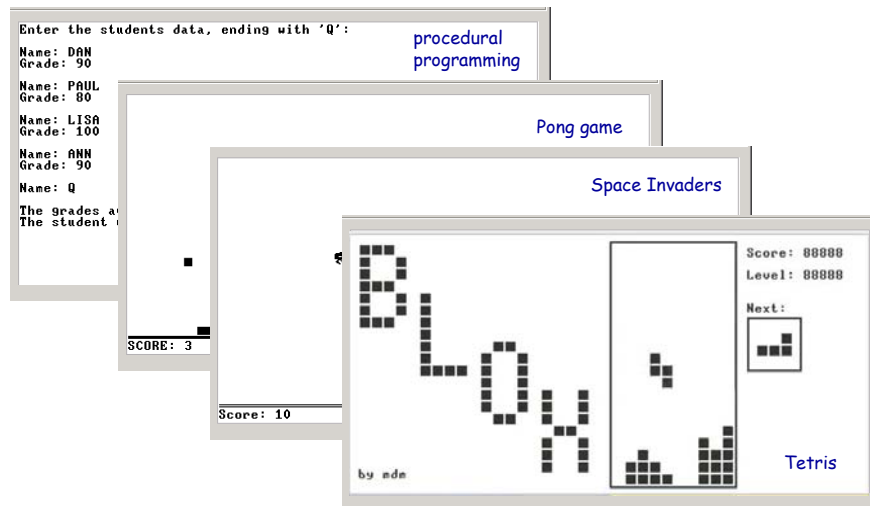 Enter the students data, ending with 'Q':
procedural
programming
Name: DAN
Grade: 90
Name: PAUL
Grade: 80
Name: LISA
Grade: 100
Name: ANN
Grade: 90
Name: Q
The grades
The student
Pong game
SCORE: 3
Space Invaders
Score: 10
BLOX
by mdm
Score: 88888
Level: 88888
Next:
Tetris